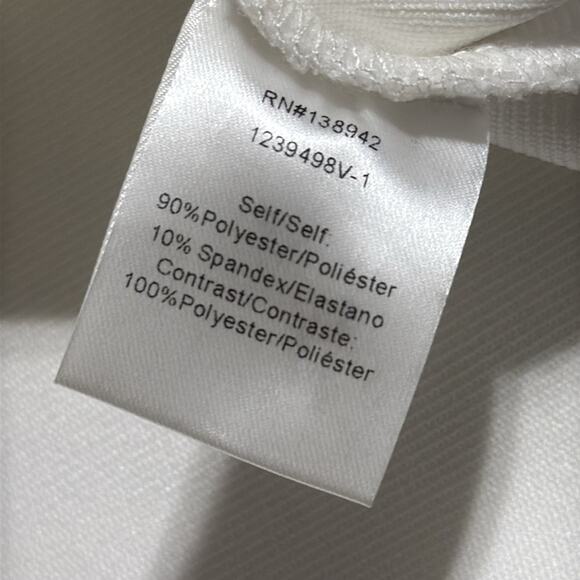 RN#138942
1239498V-1
Self/Self:
90%Polyester/Poliéster
10% Spandex/Elastano
Contrast/Contraste:
100%Polyester/Poliéster